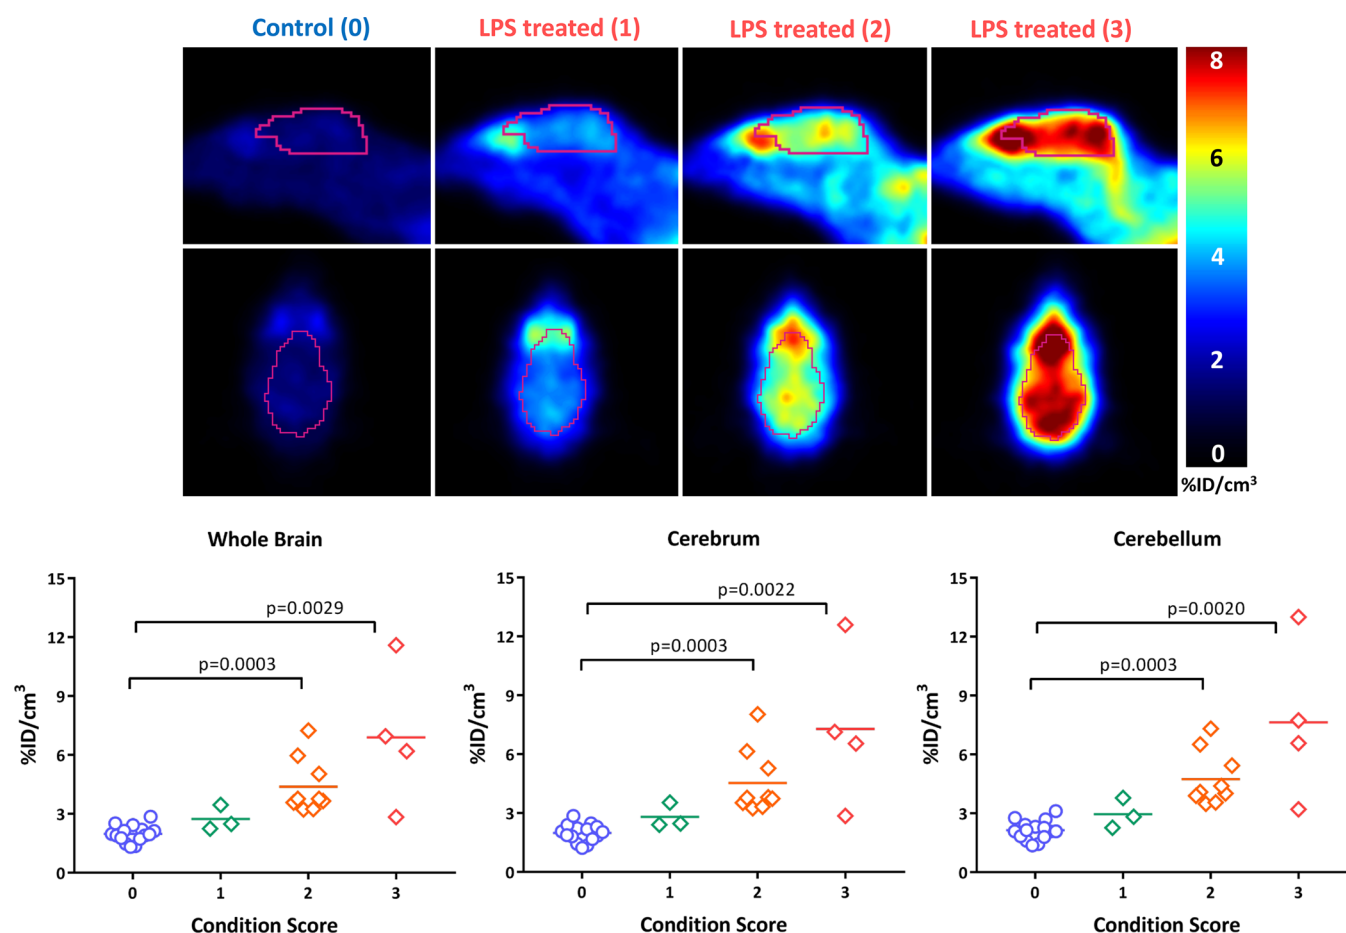 Control (0) LPS treated (1) LPS treated (2) LPS treated (3)
8
6
4
2
0
%ID/cm³
Whole Brain
15
12
9
6
3
0
%ID/cm³
p=0.0029
p=0.0003
0 1 2 3
Condition Score
Cerebrum
15
12
9
6
3
0
%ID/cm³
p=0.0022
p=0.0003
0 1 2 3
Condition Score
Cerebellum
15
12
9
6
3
0
%ID/cm³
p=0.0020
p=0.0003
0 1 2 3
Condition Score